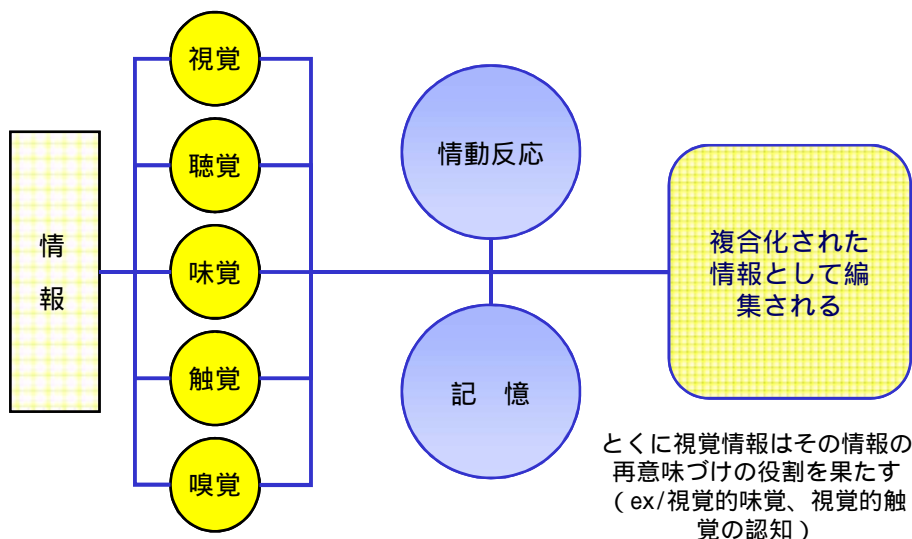 情
報
視覚
聴覚
味覚
触覚
嗅覚
情動反応
記　憶
複合化された
情報として編
集される
とくに視覚情報はその情報の
再意味づけの役割を果たす
（ex/視覚的味覚、視覚的触
覚の認知）